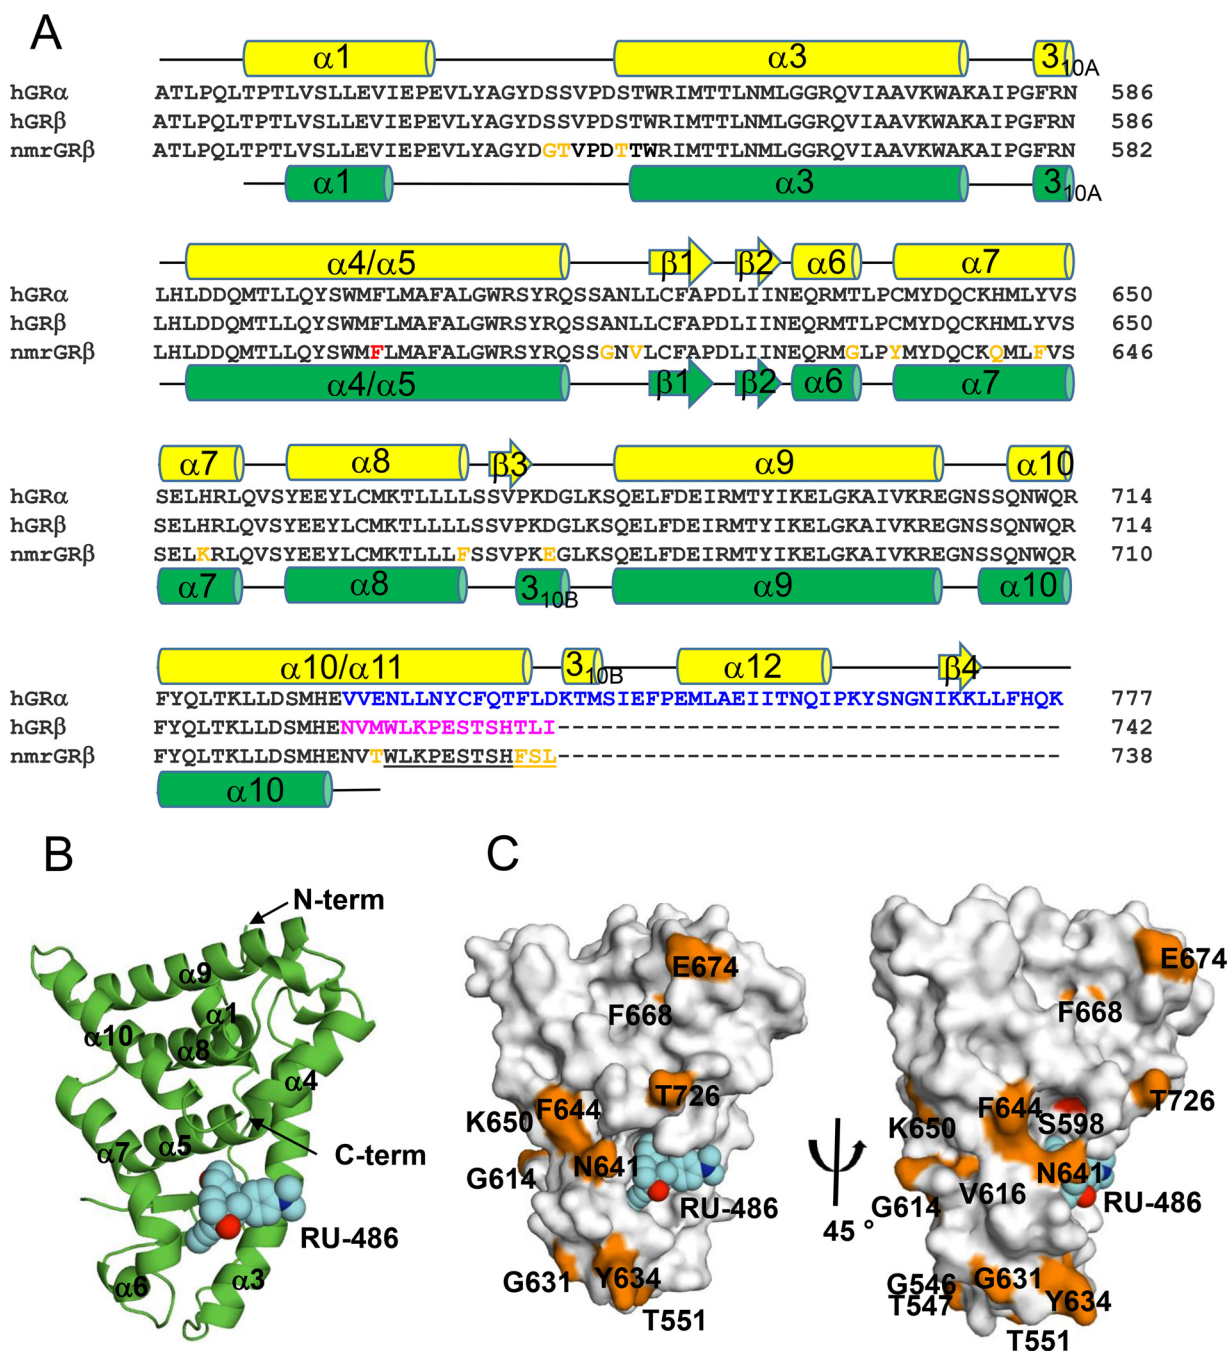 A
α1 α3 3 10A
hGRα ATLPQLTPTLVSLLEVIEPEVLYAGYDSSVPDSTWRIMTTLNMLGGRQVIAAVKWAKAIPGFRN 586
hGRβ ATLPQLTPTLVSLLEVIEPEVLYAGYDSSVPDSTWRIMTTLNMLGGRQVIAAVKWAKAIPGFRN 586
nmrGRβ ATLPQLTPTLVSLLEVIEPEVLYAGYDGTVPDTTWRIMTTLNMLGGRQVIAAVKWAKAIPGFRN 582
α1 α3 3 10A
α4/α5 β1 β2 α6 α7
hGRα LHLDDQMTLLQYSWMFLMAFALGWRSYRQSSANLLCFAPDLIINEQRMTLPCMYDQCKHMLYVS 650
hGRβ LHLDDQMTLLQYSWMFLMAFALGWRSYRQSSANLLCFAPDLIINEQRMTLPCMYDQCKHMLYVS 650
nmrGRβ LHLDDQMTLLQYSWMFLMAFALGWRSYRQSSGNVLCFAPDLIINEQRMGLPYMYDQCKQMLFVS 646
α4/α5 β1 β2 α6 α7
α7 α8 β3 α9 α10
hGRα SELHRLQVSYEEYLCMKTLLLLSSVPKDGLKSQELFDEIRMTYIKELGKAIVKREGNSSQNWQR 714
hGRβ SELHRLQVSYEEYLCMKTLLLLSSVPKDGLKSQELFDEIRMTYIKELGKAIVKREGNSSQNWQR 714
nmrGRβ SELKRLQVSYEEYLCMKTLLLFSSVPKEGLKSQELFDEIRMTYIKELGKAIVKREGNSSQNWQR 710
α7 α8 3 10B α9 α10
α10/α11 3 10B α12 β4
hGRα FYQLTKLLDSMHEVVENLLNYCFQTFLDKTMSIEFPEMLAEIITNQIPKYSNGNIKKLLFHQK 777
hGRβ FYQLTKLLDSMHENVMWLKPESTSHTLI----------------------------------- 742
nmrGRβ FYQLTKLLDSMHENVTWLKPESTSHFSL----------------------------------- 738
α10
B
N-term
α9
α1
α10
α8
α4
α5
α7
C-term
RU-486
α3
α6
C
E674
F668
T726
F644
K650
N641
G614
RU-486
G631
Y634
T551
45 °
E674
F668
T726
F644
S598
K650
N641
V616
G614
RU-486
G546
G631
T547
Y634
T551